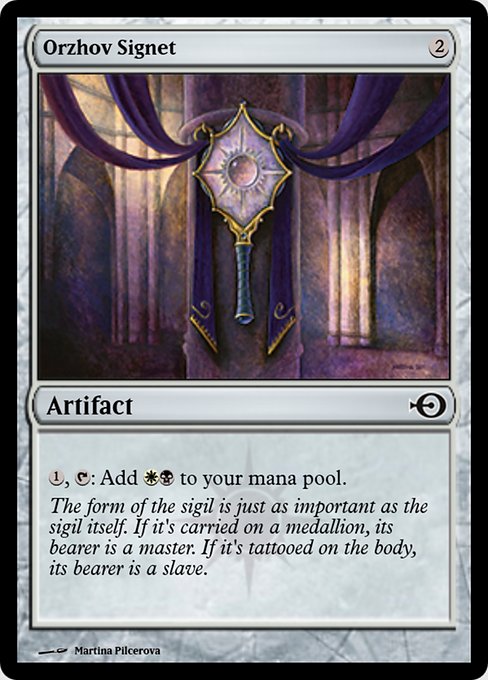 Orzhov Signet 2
Artifact
1, T: Add to your mana pool.
The form of the sigil is just as important as the
sigil itself. If it's carried on a medallion, its
bearer is a master. If it's tattooed on the body,
its bearer is a slave.
Martina Pilcerova